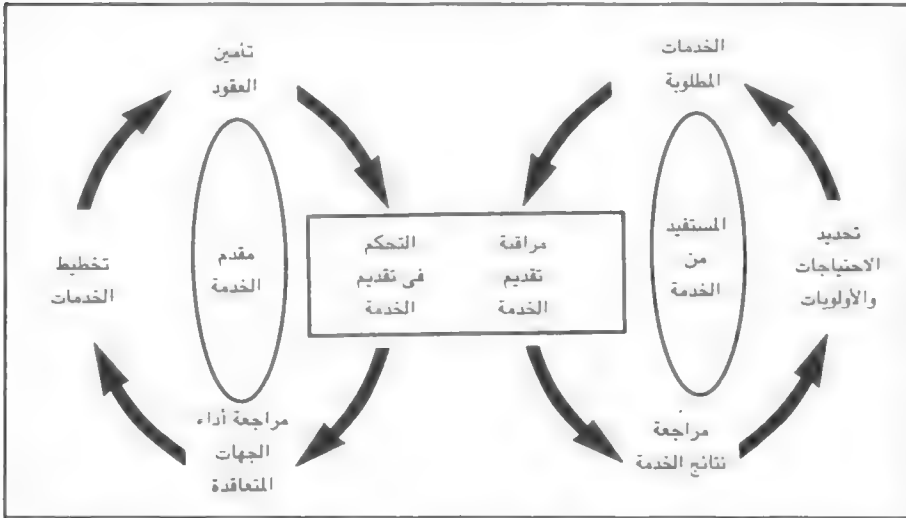 الخدمات
المطلوبة
تحديد
الاحتياجات
والأولويات
المستفيد
من
الخدمة
مراجعة
نتائج الخدمة
مراقبة
تقديم
الخدمة
التحكم
فى تقديم
الخدمة
تأمين
العقود
مقدم
الخدمة
تخطيط
الخدمات
مراجعة أداء
الجهات
المتعاقدة